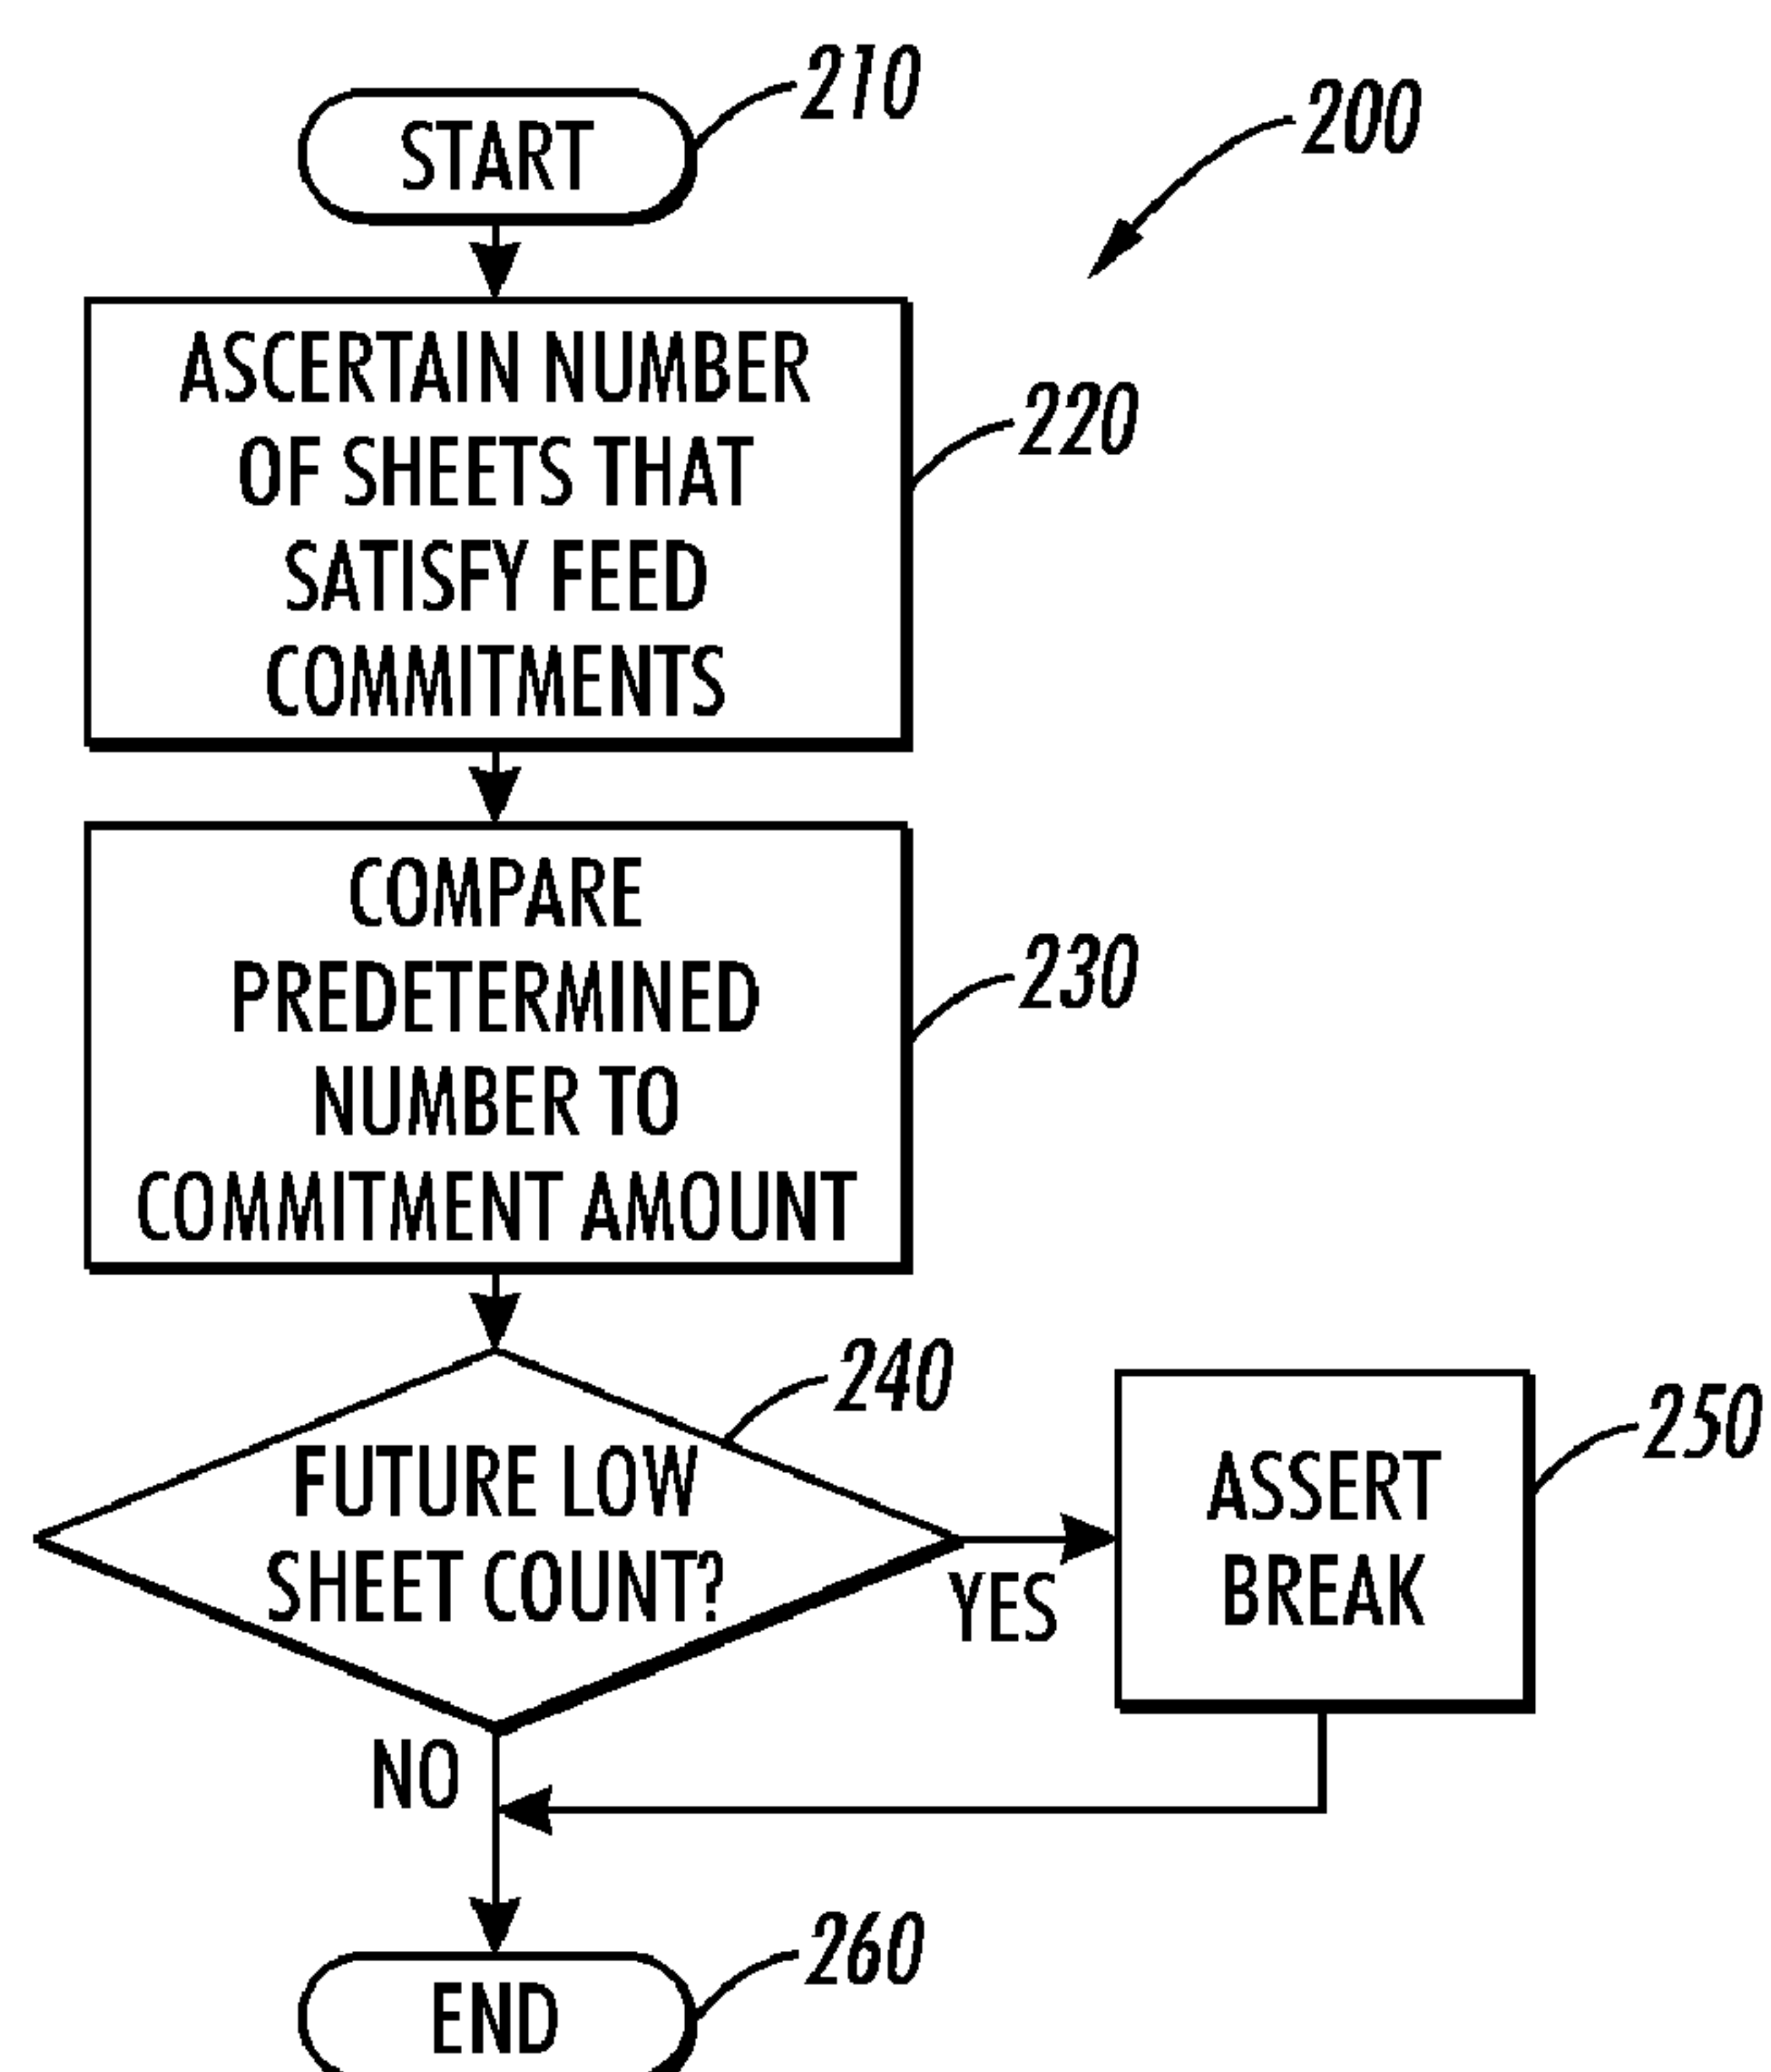 210
START
200
ASCERTAIN NUMBER
OF SHEETS THAT
SATISFY FEED
COMMITMENTS
220
COMPARE
PREDETERMINED
NUMBER TO
COMMITMENT AMOUNT
230
240
FUTURE LOW
SHEET COUNT?
YES
ASSERT
BREAK
250
NO
260
END